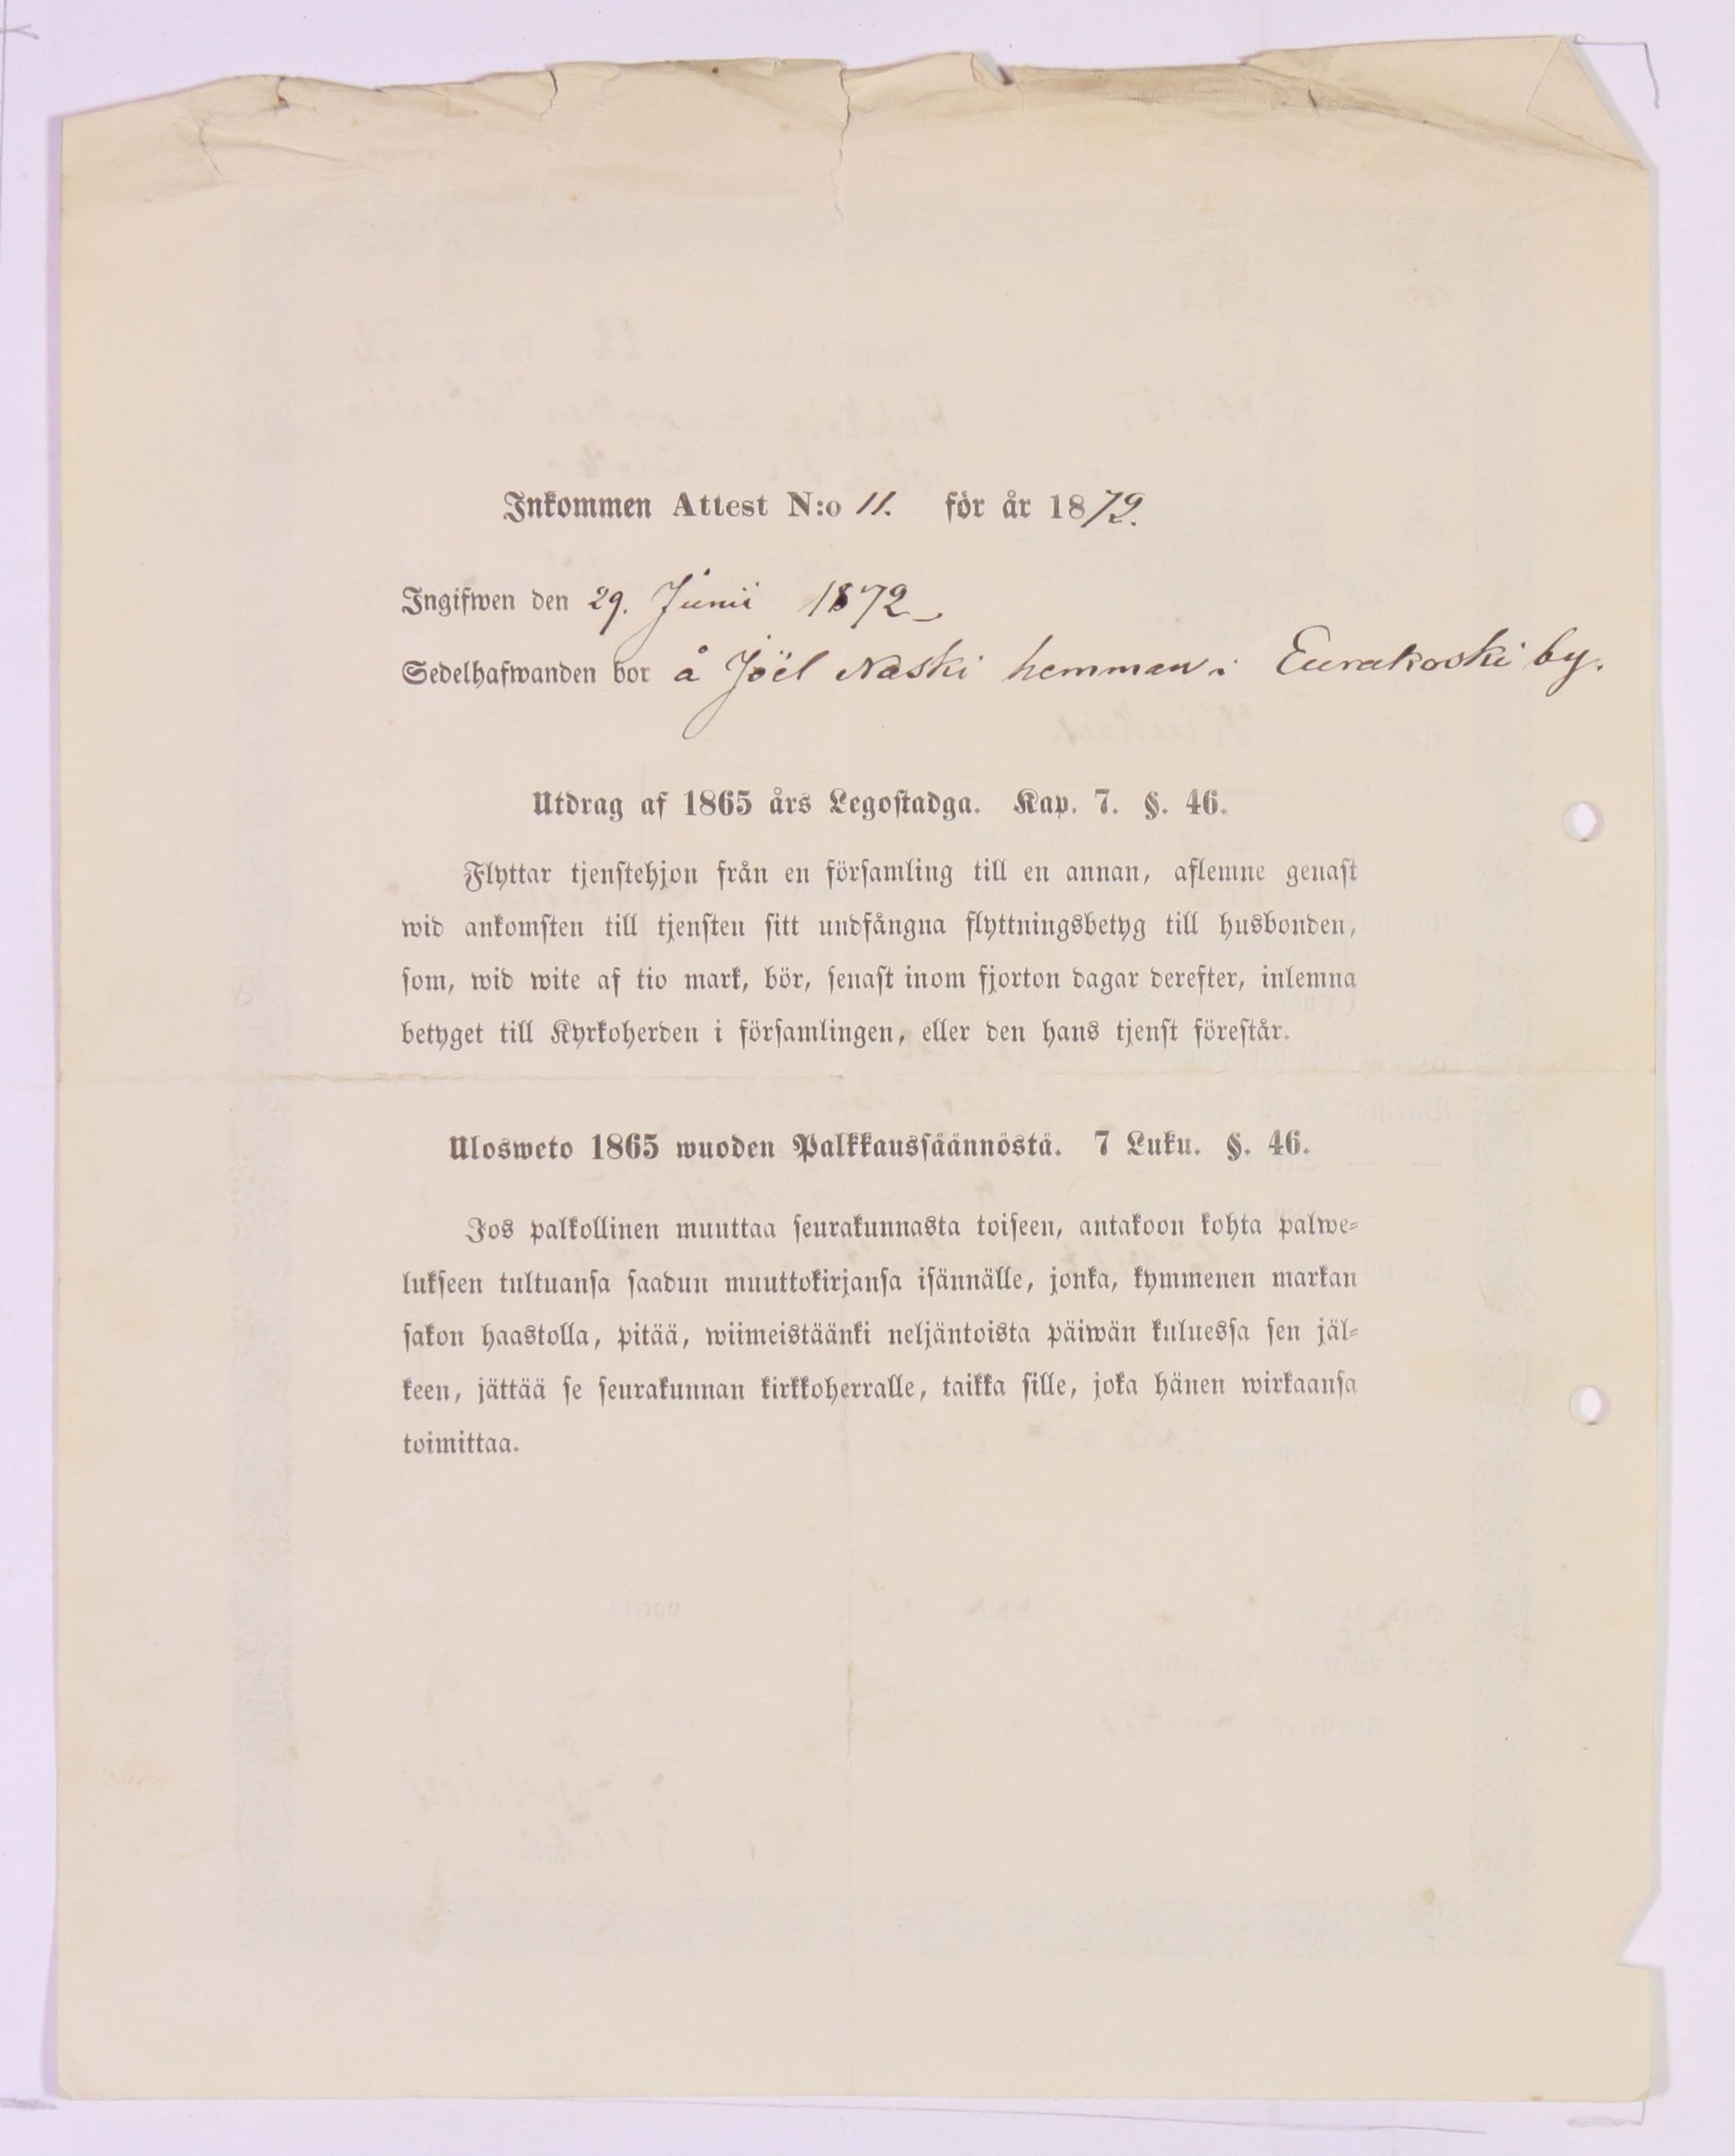 Inkommen Attest N:o 11. för år 1872.
Ingifwen den 29. Junii 1872
Sedelhafwanden bor å Joël Naski hemman i Eurakoski by.
Utdrag af 1865 års Legostadga. Kap. 7. §. 46.
Flyttar tjenstehjon från en församling till en annan, aflemne genast
wid ankomsten till tjensten sitt undfångna flyttningsbetyg till husbonden,
som, wid wite af tio mark, bör, senast inom fjorton dagar derefter, inlemna
betyget till Kyrkoherden i församlingen, eller den hans tjenst förestår.
Ulosweto 1865 wuoden Palkkaussäännöstä. 7 Luku. §. 46.
Jos palkollinen muuttaa seurakunnasta toiseen, antakoon kohta palwe-
lukseen tultuansa saadun muuttokirjansa isännälle, jonka, kymmenen markan
sakon haastolla, pitää, wiimeistäänki neljäntoista päiwän kuluessa sen jäl-
keen, jättää se seurakunnan kirkkoherralle, taikka sille, joka hänen wirkaansa
toimittaa.